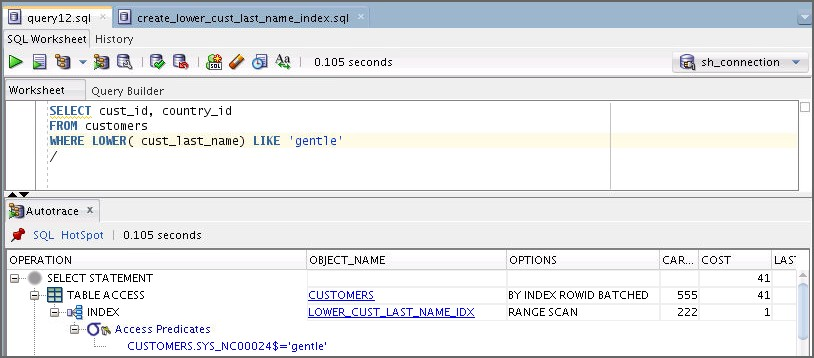 query12.sql x create_lower_cust_last_name_index.sql
SQL Worksheet History
0.105 seconds sh_connection
Worksheet Query Builder
SELECT cust_id, country_id
FROM customers
WHERE LOWER( cust_last_name) LIKE 'gentle'
/
Autotrace x
SQL HotSpot 0.105 seconds
OPERATION OBJECT_NAME OPTIONS CAR... COST LAST
SELECT STATEMENT 41
TABLE ACCESS CUSTOMERS BY INDEX ROWID BATCHED 555 41
INDEX LOWER_CUST_LAST_NAME_IDX RANGE SCAN 222 1
Access Predicates
CUSTOMERS.SYS_NC00024$='gentle'